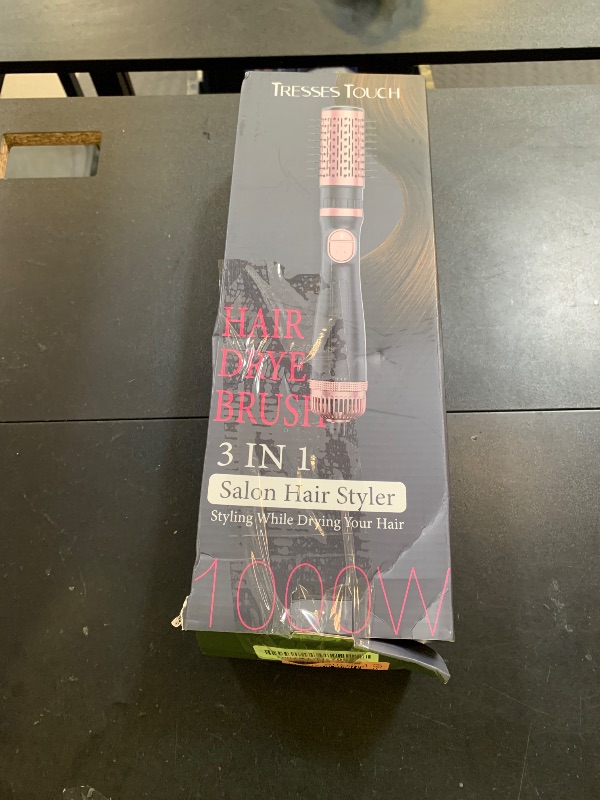 TRESSES TOUCH
HAIR
DRYE
BRUSH
3 IN 1
Salon Hair Styler
Styling While Drying Your Hair
1000W